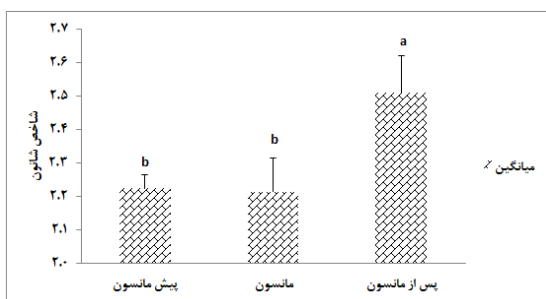 ۲.۷
۲.۶
۲.۵
۲.۴
۲.۳
۲.۲
۲.۱
۲.۰
شاخص شانون
b
b
a
پیش مانسون
مانسون
پس از مانسون
میانگین